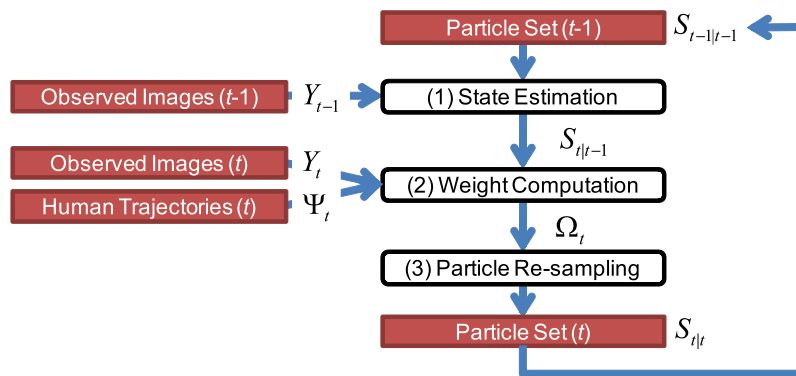 Particle Set (t-1) S_{t-1|t-1}
Observed Images (t-1) Y_{t-1} (1) State Estimation
S_{t|t-1}
Observed Images (t) Y_t
(2) Weight Computation
Human Trajectories (t) Ψ_t
Ω_t
(3) Particle Re-sampling
Particle Set (t) S_{t|t}